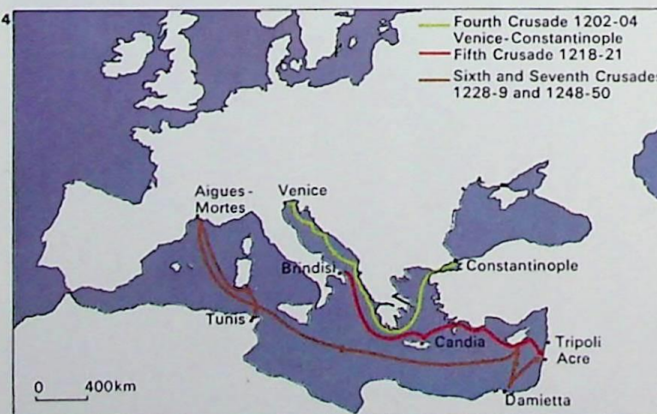 4
Fourth Crusade 1202-04
Venice-Constantinople
Fifth Crusade 1218-21
Sixth and Seventh Crusades
1228-9 and 1248-50
Aigues-
Mortes
Venice
Brindisi
Constantinople
Tunis
Candia
Tripoli
Acre
0 400km
Damietta